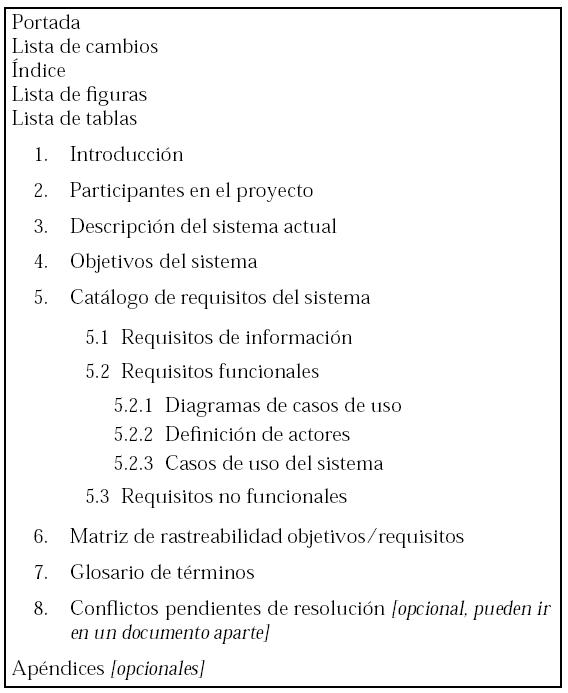 Portada
Lista de cambios
Índice
Lista de figuras
Lista de tablas
1. Introducción
2. Participantes en el proyecto
3. Descripción del sistema actual
4. Objetivos del sistema
5. Catálogo de requisitos del sistema
5.1 Requisitos de información
5.2 Requisitos funcionales
5.2.1 Diagramas de casos de uso
5.2.2 Definición de actores
5.2.3 Casos de uso del sistema
5.3 Requisitos no funcionales
6. Matriz de rastreabilidad objetivos/requisitos
7. Glosario de términos
8. Conflictos pendientes de resolución [opcional, pueden ir
en un documento aparte]
Apéndices [opcionales]